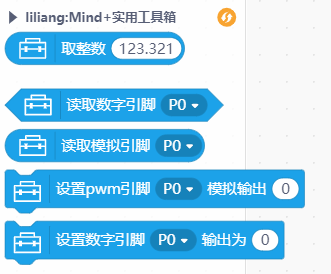 liliang:Mind+实用工具箱
取整数 123.321
读取数字引脚 P0
读取模拟引脚 P0
设置pwm引脚 P0 模拟输出 0
设置数字引脚 P0 输出为 0